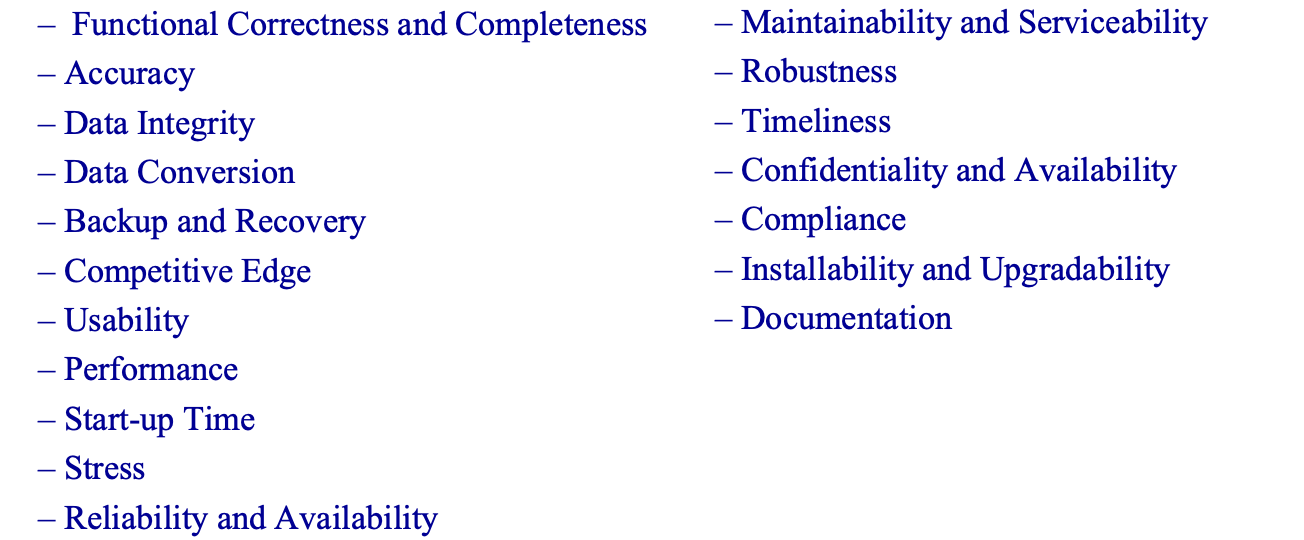 – Functional Correctness and Completeness
– Accuracy
– Data Integrity
– Data Conversion
– Backup and Recovery
– Competitive Edge
– Usability
– Performance
– Start-up Time
– Stress
– Reliability and Availability
– Maintainability and Serviceability
– Robustness
– Timeliness
– Confidentiality and Availability
– Compliance
– Installability and Upgradability
– Documentation